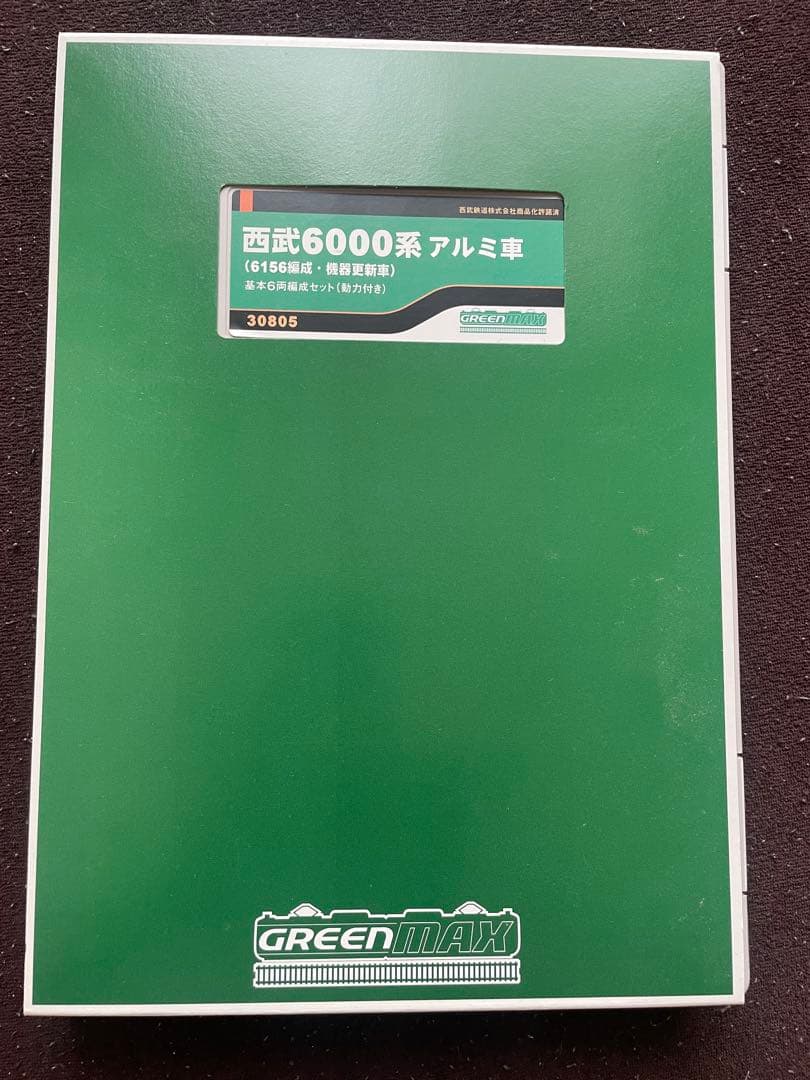 西武鉄道株式会社商品化許諾済
西武6000系 アルミ車
(6156編成・機器更新車)
基本6両編成セット(動力付き)
30805
GREENMAX
GREENMAX